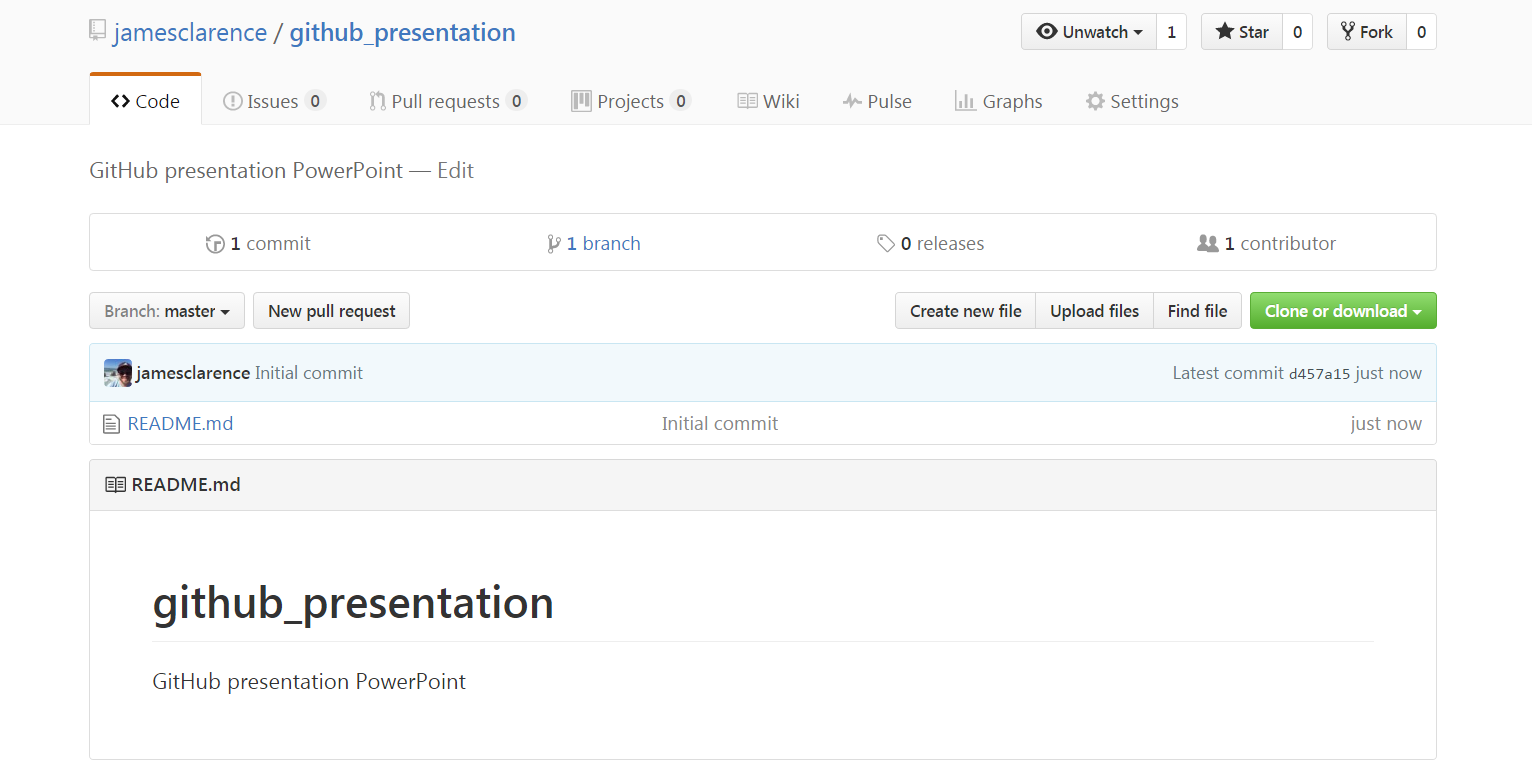 jamesclarence / github_presentation Unwatch 1 Star 0 Fork 0
Code Issues 0 Pull requests 0 Projects 0 Wiki Pulse Graphs Settings
GitHub presentation PowerPoint — Edit
1 commit 1 branch 0 releases 1 contributor
Branch: master New pull request Create new file Upload files Find file Clone or download
jamesclarence Initial commit Latest commit d457a15 just now
README.md Initial commit just now
README.md
github_presentation
GitHub presentation PowerPoint